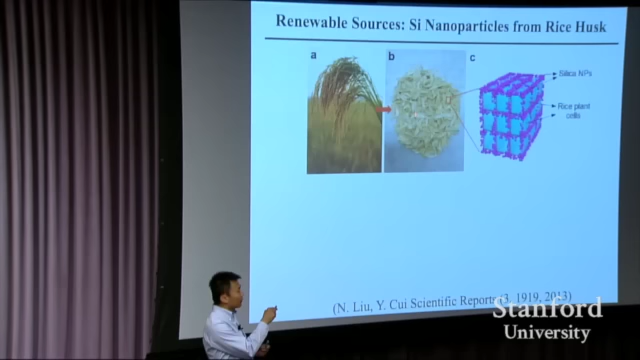 Renewable Sources: Si Nanoparticles from Rice Husk
a
b
c
Silica NPs
Rice plant
cells
(N. Liu, Y. Cui Scientific Reports (3, 1919, 2013)
Stanford
University